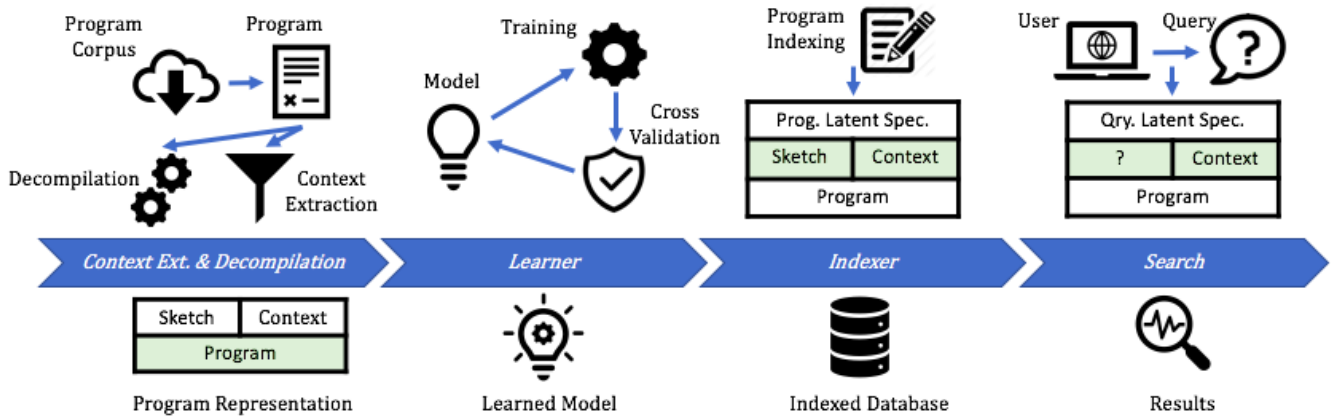 Program
Corpus
Program
Decompilation
Context
Extraction
Training
Model
Cross
Validation
Program
Indexing
Prog. Latent Spec.
Sketch
Context
Program
User
Query
?
Qry. Latent Spec.
?
Context
Program
Context Ext. & Decompilation
Learner
Indexer
Search
Sketch
Context
Program
Program Representation
Learned Model
Indexed Database
Results